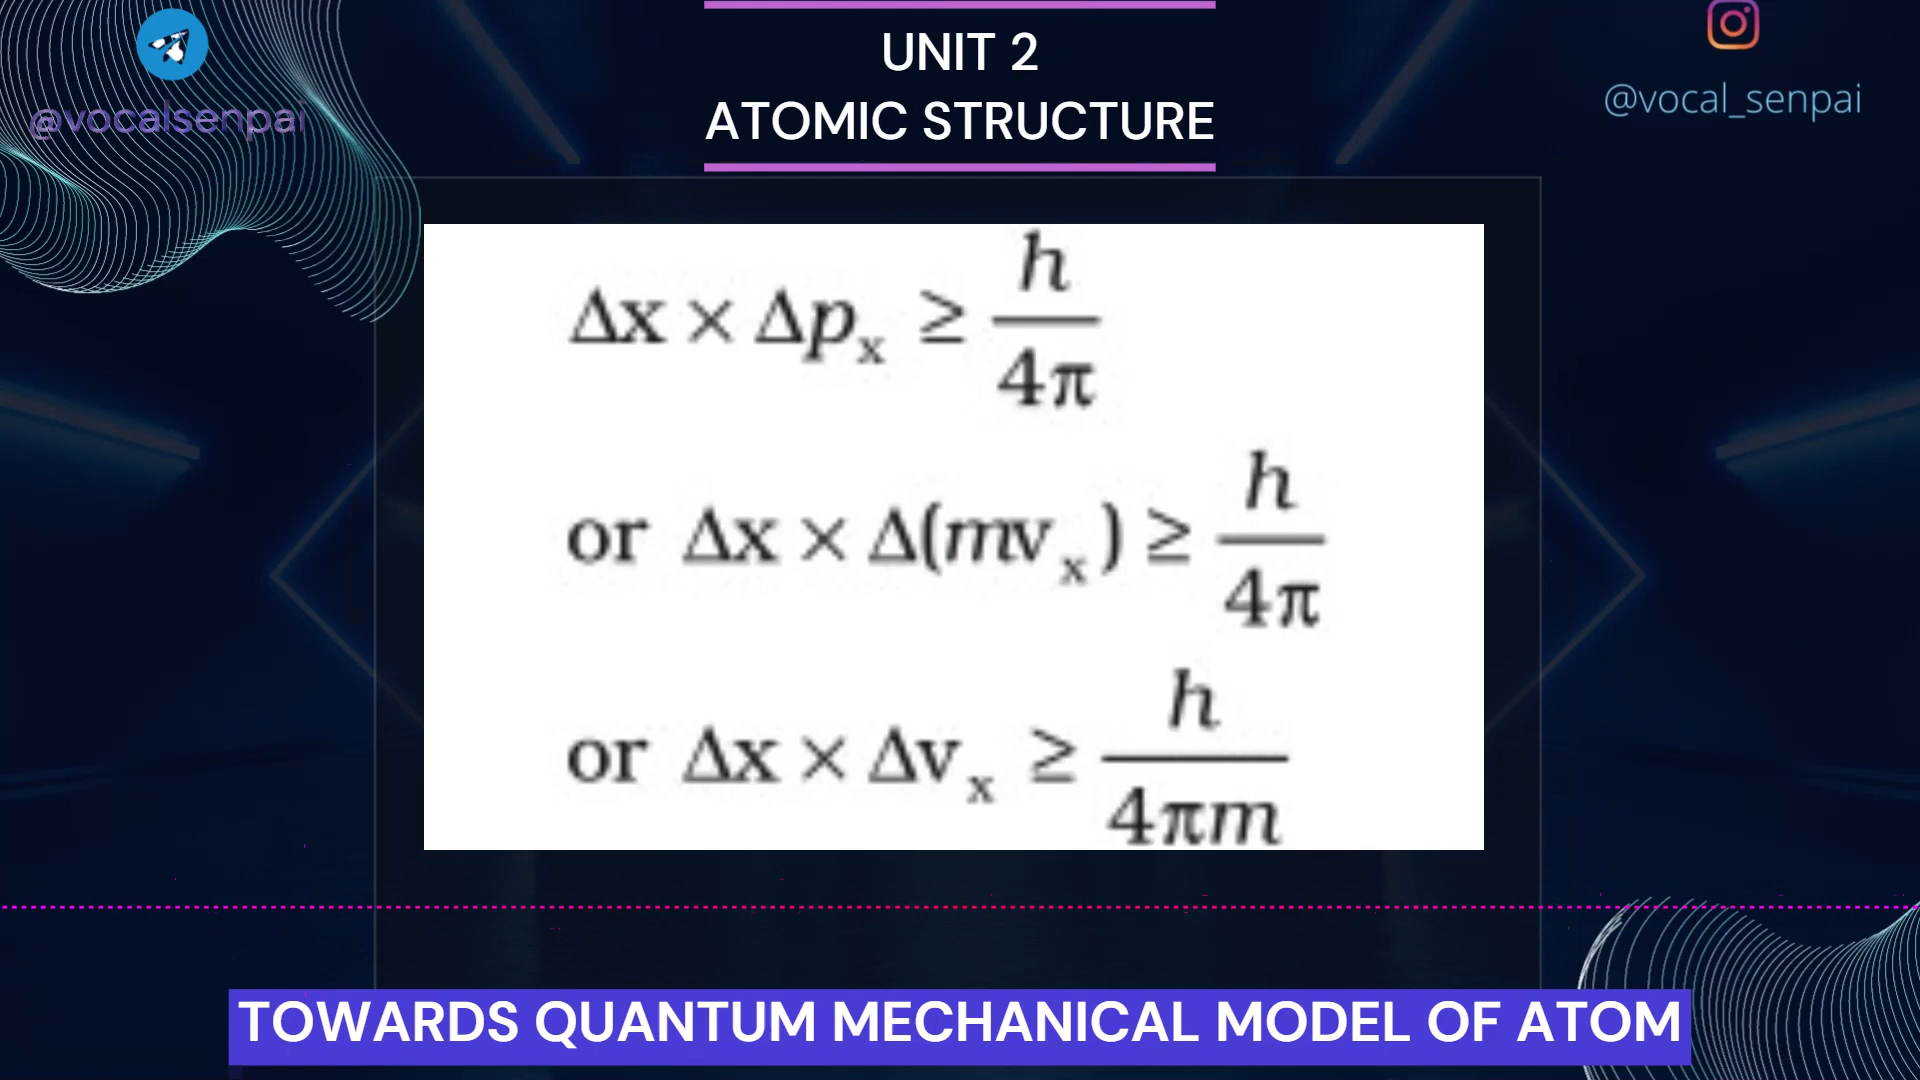 UNIT 2
ATOMIC STRUCTURE
@vocalsenpai
@vocal_senpai
Δx × Δpₓ ≥ h/4π
or Δx × Δ(mvₓ) ≥ h/4π
or Δx × Δvₓ ≥ h/4πm
TOWARDS QUANTUM MECHANICAL MODEL OF ATOM